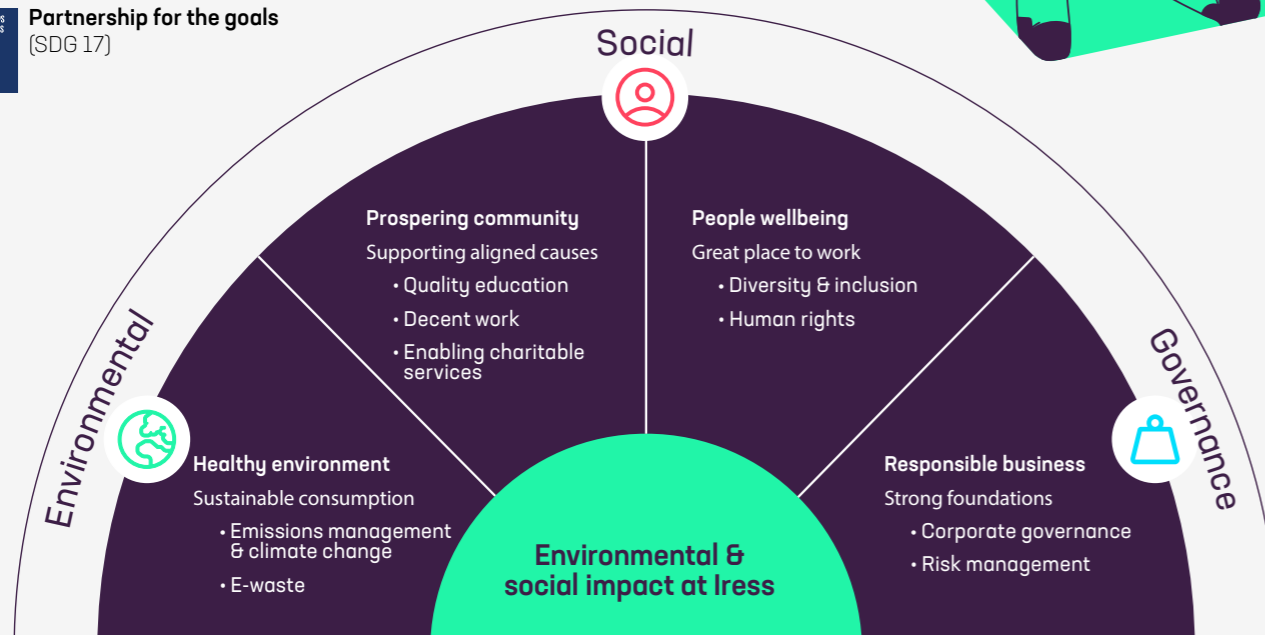 Partnership for the goals
(SDG 17)
Social
Environmental
Governance
Prospering community
Supporting aligned causes
• Quality education
• Decent work
• Enabling charitable
services
People wellbeing
Great place to work
• Diversity & inclusion
• Human rights
Healthy environment
Sustainable consumption
• Emissions management
& climate change
• E-waste
Responsible business
Strong foundations
• Corporate governance
• Risk management
Environmental &
social impact at Iress